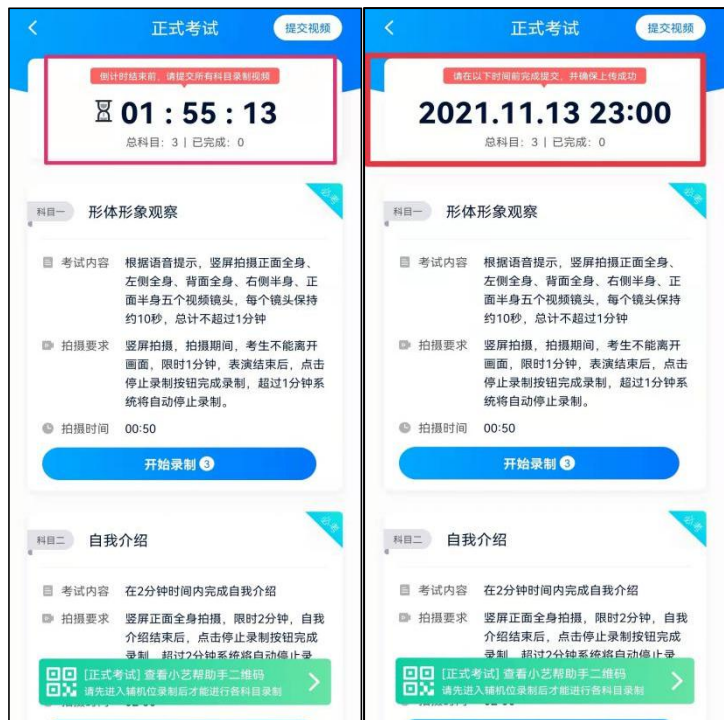 正式考试
提交视频
倒计时结束前，请提交所有科目录制视频
01 : 55 : 13
总科目：3 | 已完成：0
科目一 形体形象观察
必考
考试内容 根据语音提示，竖屏拍摄正面全身、
左侧全身、背面全身、右侧半身、正
面半身五个视频镜头，每个镜头保持
约10秒，总计不超过1分钟
拍摄要求 竖屏拍摄，拍摄期间，考生不能离开
画面，限时1分钟，表演结束后，点击
停止录制按钮完成录制，超过1分钟系
统将自动停止录制。
拍摄时间 00:50
开始录制 3
科目二 自我介绍
必考
考试内容 在2分钟时间内完成自我介绍
拍摄要求 竖屏正面全身拍摄，限时2分钟，自我
介绍结束后，点击停止录制按钮完成
录制，超过2分钟系统将自动停止录
[正式考试] 查看小艺帮助手二维码
请先进入辅机位录制后才能进行各科目录制
正式考试
提交视频
请在以下时间前完成提交，并确保上传成功
2021.11.13 23:00
总科目：3 | 已完成：0
科目一 形体形象观察
必考
考试内容 根据语音提示，竖屏拍摄正面全身、
左侧全身、背面全身、右侧半身、正
面半身五个视频镜头，每个镜头保持
约10秒，总计不超过1分钟
拍摄要求 竖屏拍摄，拍摄期间，考生不能离开
画面，限时1分钟，表演结束后，点击
停止录制按钮完成录制，超过1分钟系
统将自动停止录制。
拍摄时间 00:50
开始录制 3
科目二 自我介绍
必考
考试内容 在2分钟时间内完成自我介绍
拍摄要求 竖屏正面全身拍摄，限时2分钟，自我
介绍结束后，点击停止录制按钮完成
录制，超过2分钟系统将自动停止录
[正式考试] 查看小艺帮助手二维码
请先进入辅机位录制后才能进行各科目录制